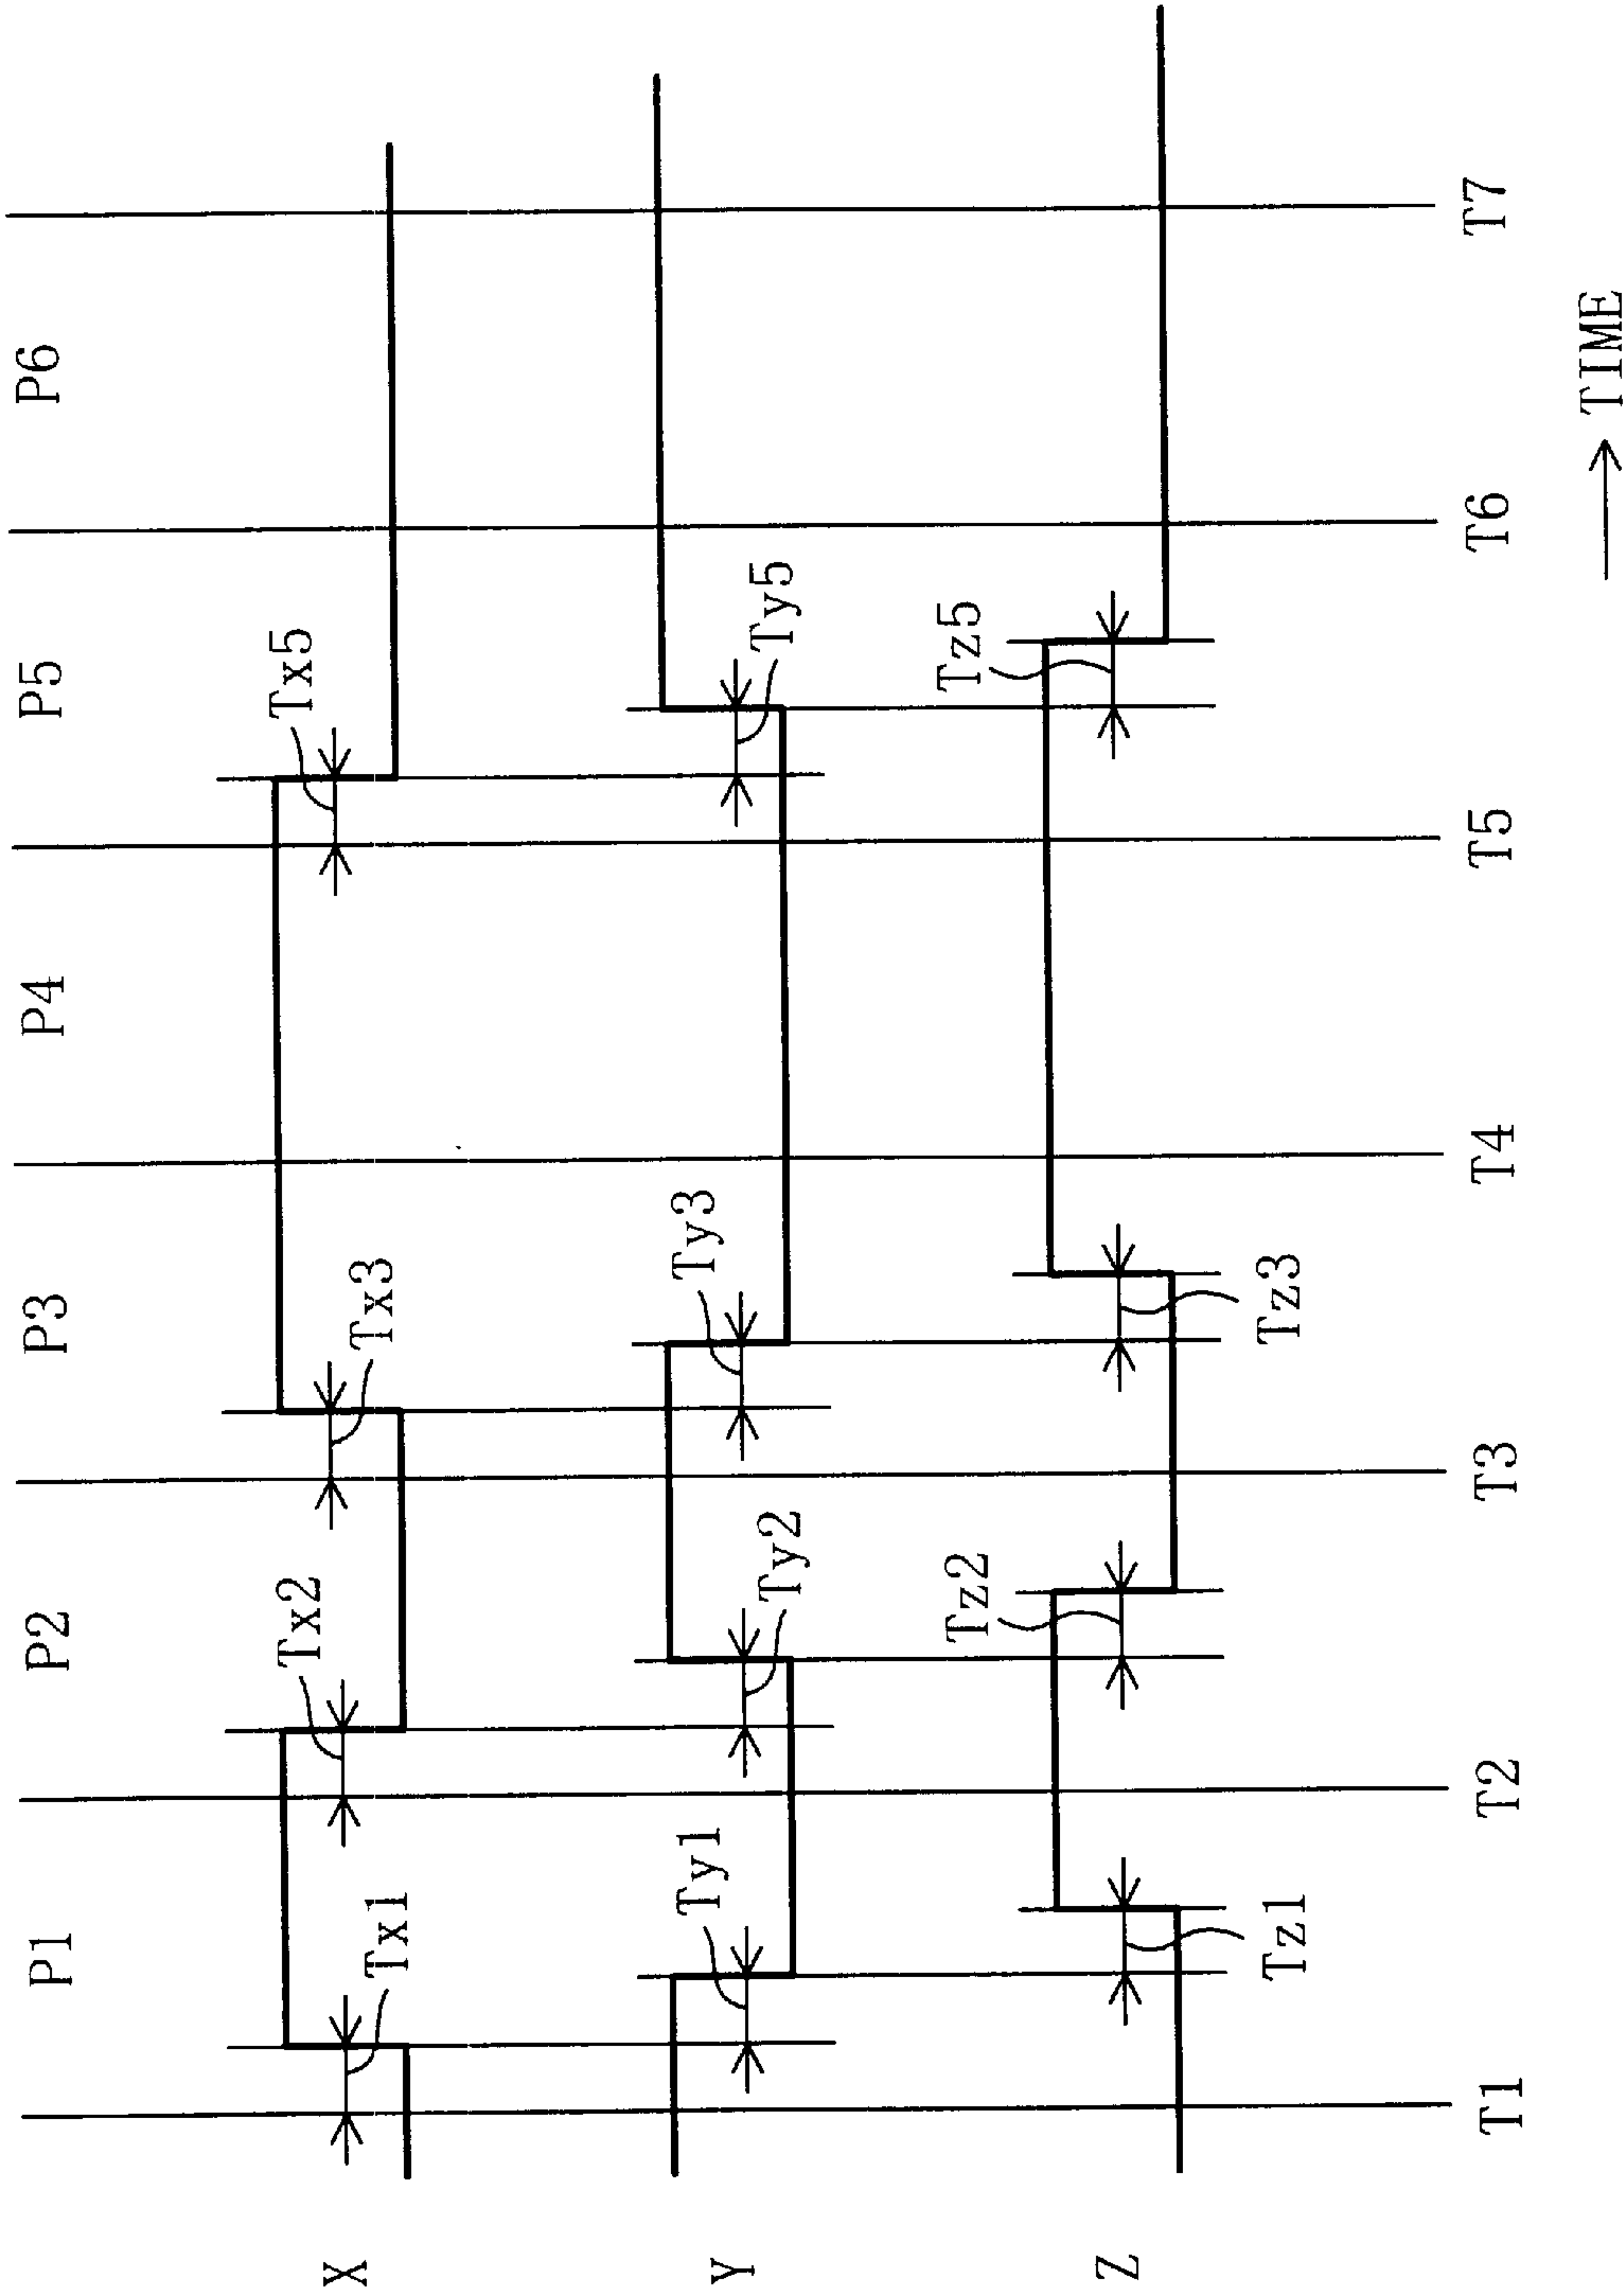 P1 P2 P3 P4 P5 P6
X
Tx1 Tx2 Tx3 Tx5
Y
Ty1 Ty2 Ty3 Ty5
Z
Tz1 Tz2 Tz3 Tz5
T1 T2 T3 T4 T5 T6 T7
TIME